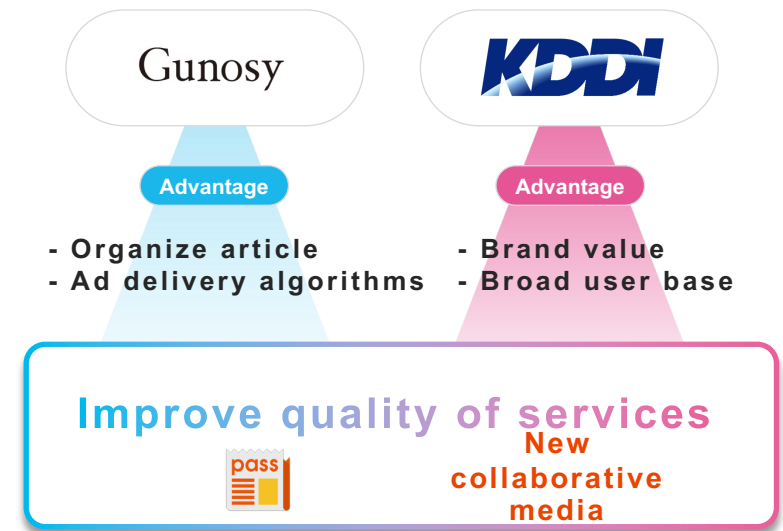 Gunosy
KDDI
Advantage
Advantage
- Organize article
- Ad delivery algorithms
- Brand value
- Broad user base
Improve quality of services
pass
New
collaborative
media